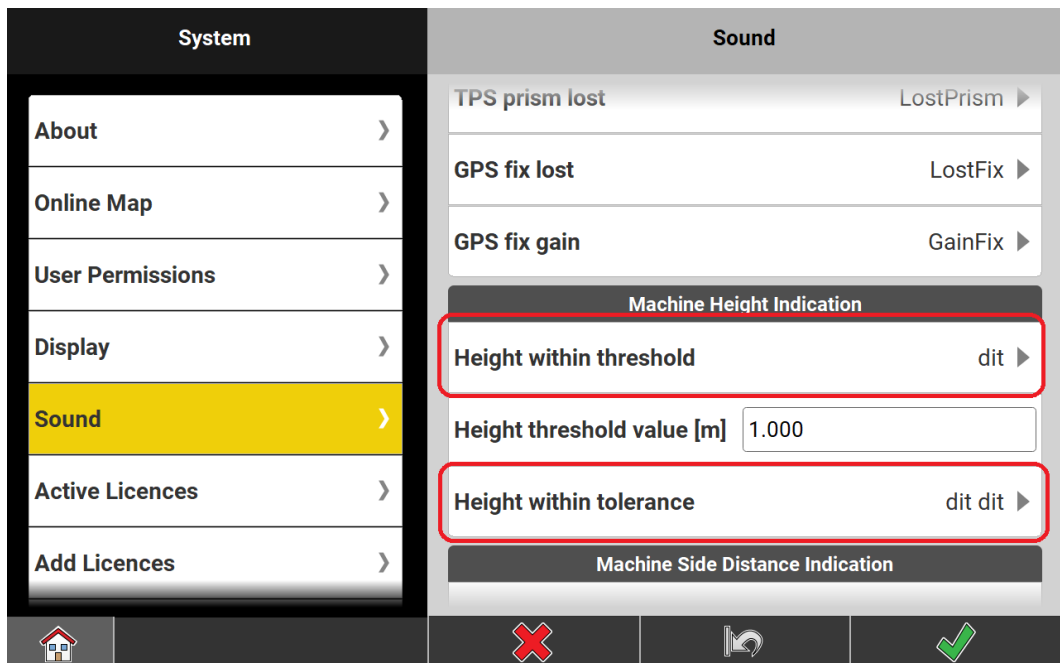 System
Sound
About
Online Map
User Permissions
Display
Sound
Active Licences
Add Licences
TPS prism lost LostPrism
GPS fix lost LostFix
GPS fix gain GainFix
Machine Height Indication
Height within threshold dit
Height threshold value [m] 1.000
Height within tolerance dit dit
Machine Side Distance Indication